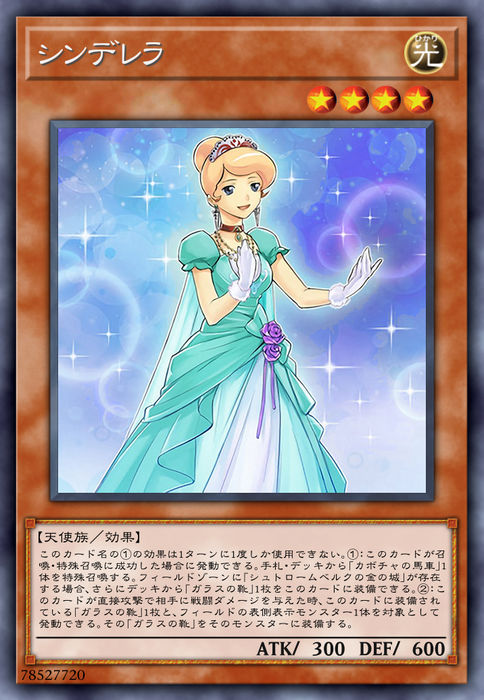 シンデレラ
ひかり
光
【天使族／効果】
このカード名の①の効果は1ターンに1度しか使用できない。①：このカードが召
喚・特殊召喚に成功した場合に発動できる。手札・デッキから「カボチャの馬車」1
体を特殊召喚する。フィールドゾーンに「シュトロームベルクの金の城」が存在
する場合、さらにデッキから「ガラスの靴」1枚をこのカードに装備できる。②：こ
のカードが直接攻撃で相手に戦闘ダメージを与えた時、このカードに装備され
ている「ガラスの靴」1枚と、フィールドの表側表示モンスター1体を対象として
発動できる。その「ガラスの靴」をそのモンスターに装備する。
ATK/ 300 DEF/ 600
78527720